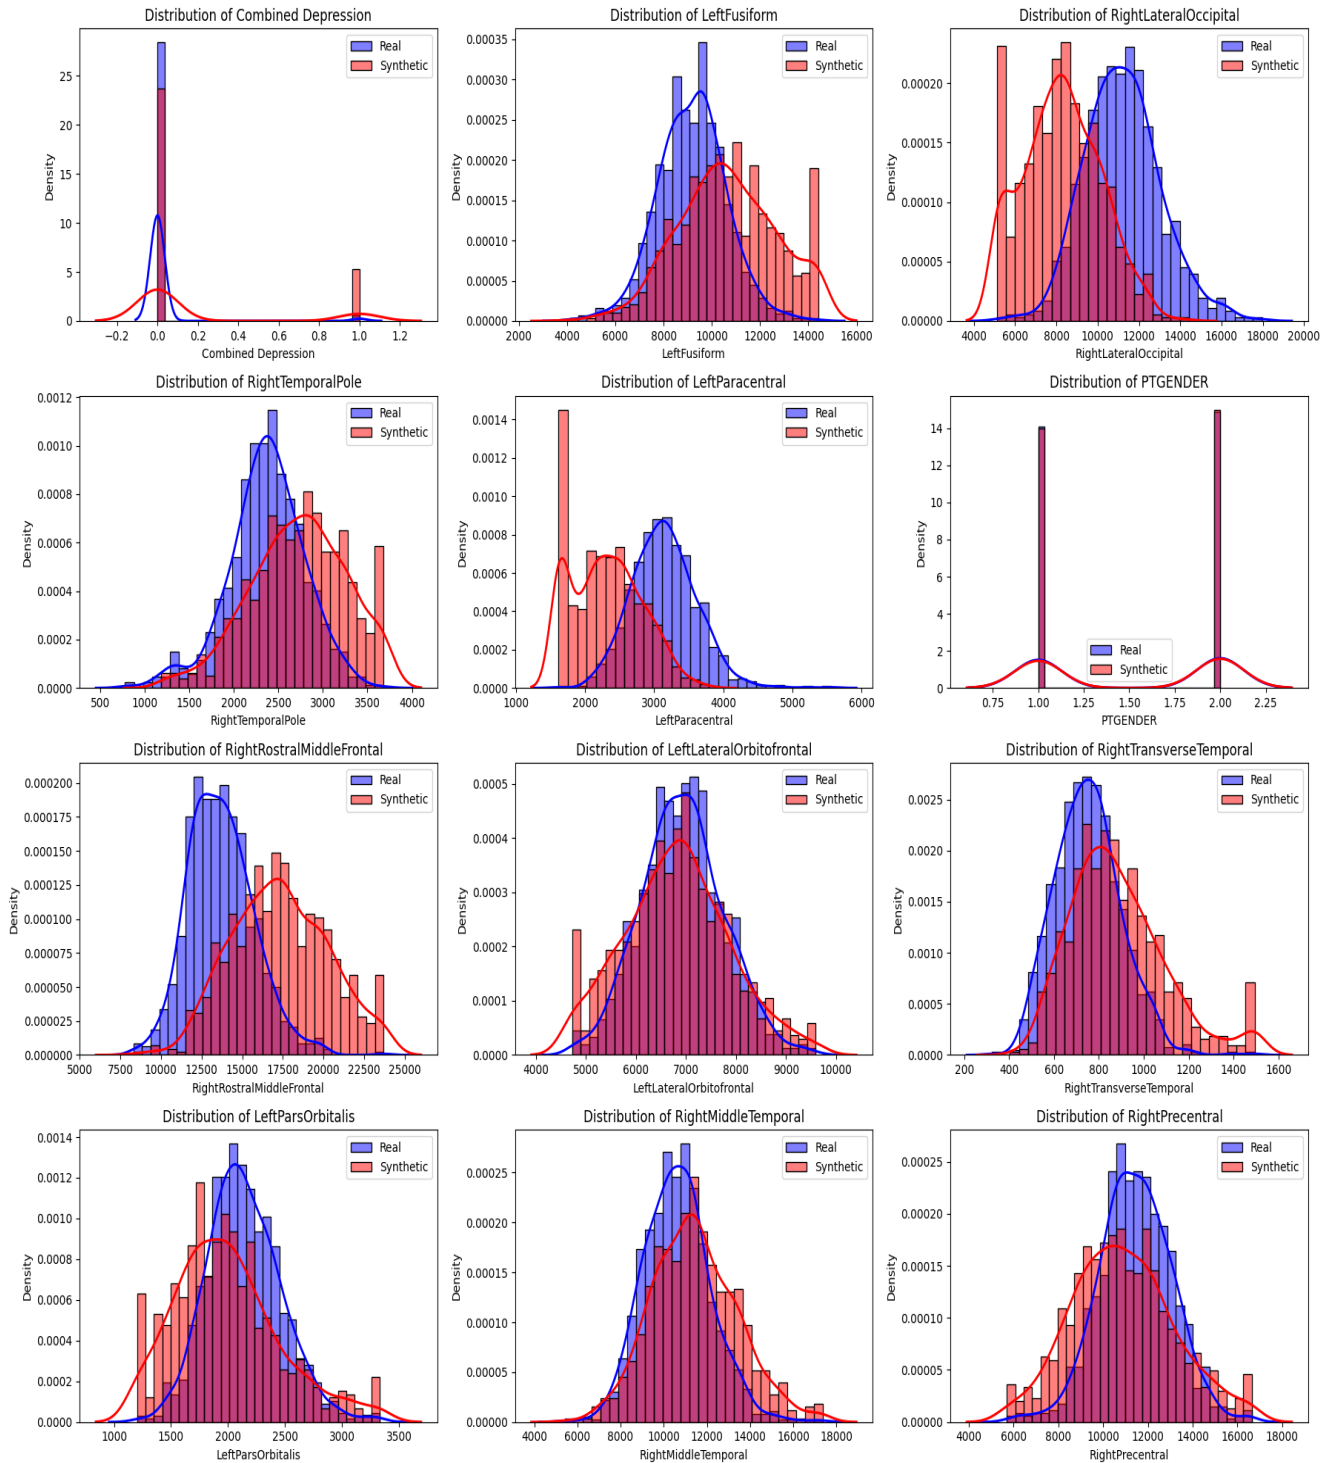 Distribution of Combined Depression
Density
25
20
15
10
5
0
−0.2
0.0
0.2
0.4
0.6
0.8
1.0
1.2
Combined Depression
Real
Synthetic
Distribution of LeftFusiform
Density
0.00035
0.00030
0.00025
0.00020
0.00015
0.00010
0.00005
0.00000
2000
4000
6000
8000
10000
12000
14000
16000
LeftFusiform
Real
Synthetic
Distribution of RightLateralOccipital
Density
0.00020
0.00015
0.00010
0.00005
0.00000
4000
6000
8000
10000
12000
14000
16000
18000
20000
RightLateralOccipital
Real
Synthetic
Distribution of RightTemporalPole
Density
0.0012
0.0010
0.0008
0.0006
0.0004
0.0002
0.0000
500
1000
1500
2000
2500
3000
3500
4000
RightTemporalPole
Real
Synthetic
Distribution of LeftParacentral
Density
0.0014
0.0012
0.0010
0.0008
0.0006
0.0004
0.0002
0.0000
1000
2000
3000
4000
5000
6000
LeftParacentral
Real
Synthetic
Distribution of PTGENDER
Density
14
12
10
8
6
4
2
0
0.75
1.00
1.25
1.50
1.75
2.00
2.25
PTGENDER
Real
Synthetic
Distribution of RightRostralMiddleFrontal
Density
0.000200
0.000175
0.000150
0.000125
0.000100
0.000075
0.000050
0.000025
0.000000
5000
7500
10000
12500
15000
17500
20000
22500
25000
RightRostralMiddleFrontal
Real
Synthetic
Distribution of LeftLateralOrbitofrontal
Density
0.0005
0.0004
0.0003
0.0002
0.0001
0.0000
4000
5000
6000
7000
8000
9000
10000
LeftLateralOrbitofrontal
Real
Synthetic
Distribution of RightTransverseTemporal
Density
0.0025
0.0020
0.0015
0.0010
0.0005
0.0000
200
400
600
800
1000
1200
1400
1600
RightTransverseTemporal
Real
Synthetic
Distribution of LeftParsOrbitalis
Density
0.0014
0.0012
0.0010
0.0008
0.0006
0.0004
0.0002
0.0000
1000
1500
2000
2500
3000
3500
LeftParsOrbitalis
Real
Synthetic
Distribution of RightMiddleTemporal
Density
0.00025
0.00020
0.00015
0.00010
0.00005
0.00000
4000
6000
8000
10000
12000
14000
16000
18000
RightMiddleTemporal
Real
Synthetic
Distribution of RightPrecentral
Density
0.00025
0.00020
0.00015
0.00010
0.00005
0.00000
4000
6000
8000
10000
12000
14000
16000
18000
RightPrecentral
Real
Synthetic